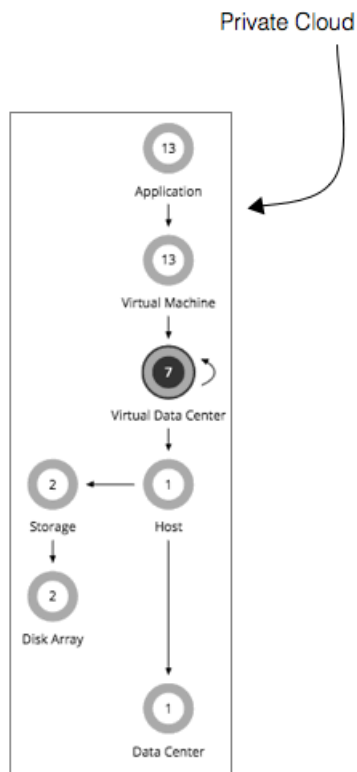 Private Cloud
13
Application
13
Virtual Machine
7
Virtual Data Center
2
1
Storage
Host
2
Disk Array
1
Data Center